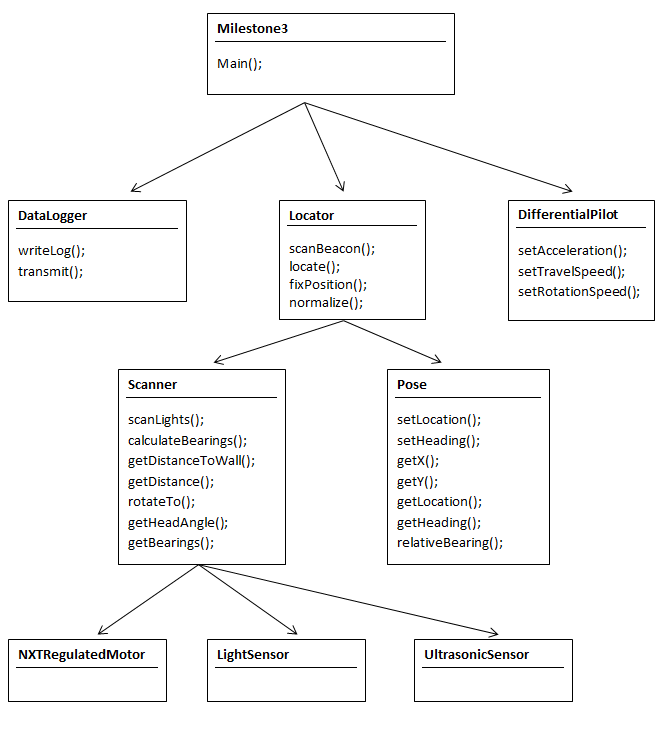 Milestone3
Main();
DataLogger
writeLog();
transmit();
Locator
scanBeacon();
locate();
fixPosition();
normalize();
DifferentialPilot
setAcceleration();
setTravelSpeed();
setRotationSpeed();
Scanner
scanLights();
calculateBearings();
getDistanceToWall();
getDistance();
rotateTo();
getHeadAngle();
getBearings();
Pose
setLocation();
setHeading();
getX();
getY();
getLocation();
getHeading();
relativeBearing();
NXTRegulatedMotor
LightSensor
UltrasonicSensor